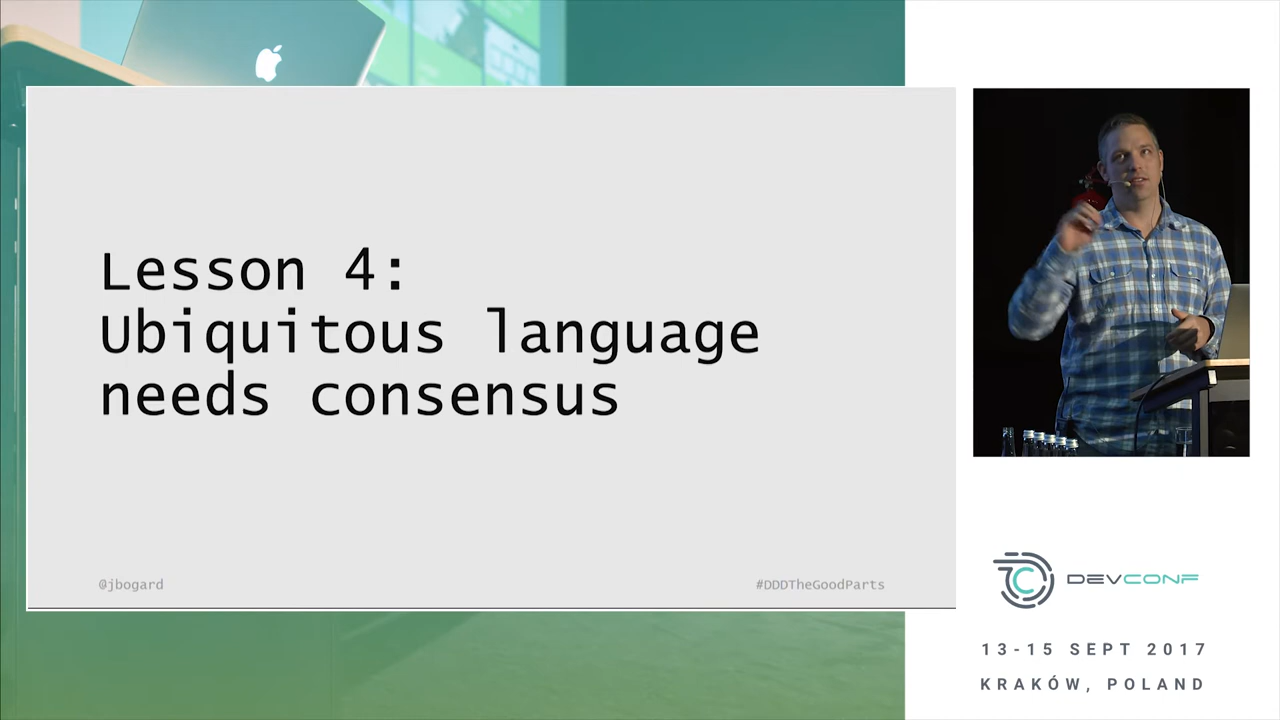 Lesson 4:
Ubiquitous language
needs consensus
@jbogard
#DDDTheGoodParts
DEVCONF
13-15 SEPT 2017
KRAKÓW, POLAND